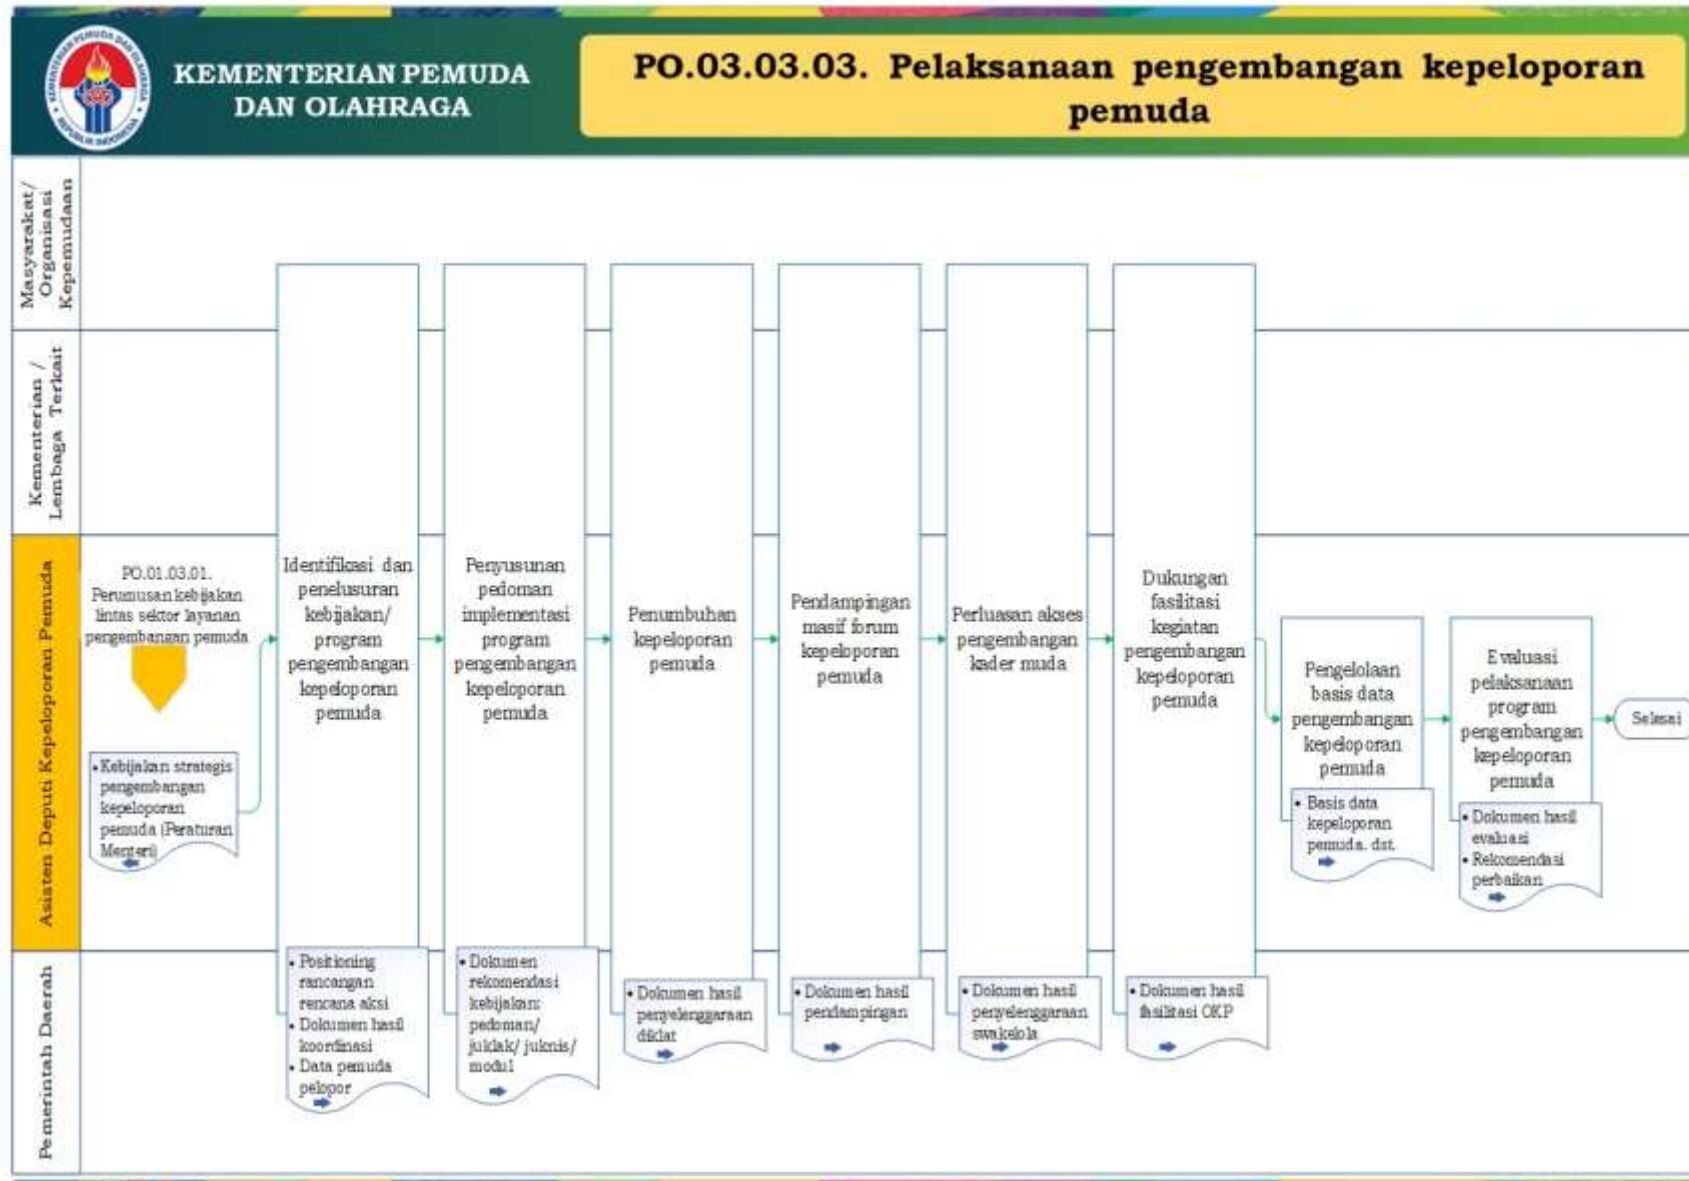 KEMENTERIAN PEMUDA DAN OLAHRAGA
REPUBLIK INDONESIA
KEMENTERIAN PEMUDA
DAN OLAHRAGA
PO.03.03.03. Pelaksanaan pengembangan kepeloporan
pemuda
Masyarakat/
Organisasi
Kepemudaan
Kementerian /
Lembaga Terkait
Asisten Deputi Kepeloporan Pemuda
Pemerintah Daerah
PO.01.03.01.
Perumusan kebijakan
lintas sektor layanan
pengembangan pemuda
• Kebijakan strategis
pengembangan
kepeloporan
pemuda (Peraturan
Menteri)
Identifikasi dan
penelusuran
kebijakan/
program
pengembangan
kepeloporan
pemuda
• Positioning
rancangan
rencana aksi
• Dokumen hasil
koordinasi
• Data pemuda
pelopor
Penyusunan
pedoman
implementasi
program
pengembangan
kepeloporan
pemuda
• Dokumen
rekomendasi
kebijakan:
pedoman/
juklak/ juknis/
modul
Penumbuhan
kepeloporan
pemuda
• Dokumen hasil
penyelenggaraan
diklat
Pendampingan
masif forum
kepeloporan
pemuda
• Dokumen hasil
pendampingan
Perluasan akses
pengembangan
kader muda
• Dokumen hasil
penyelenggaraan
swakelola
Dukungan
fasilitasi
kegiatan
pengembangan
kepeloporan
pemuda
• Dokumen hasil
fasilitasi OKP
Pengelolaan
basis data
pengembangan
kepeloporan
pemuda
• Basis data
kepeloporan
pemuda. dst.
Evaluasi
pelaksanaan
program
pengembangan
kepeloporan
pemuda
• Dokumen hasil
evaluasi
• Rekomendasi
perbaikan
Selesai